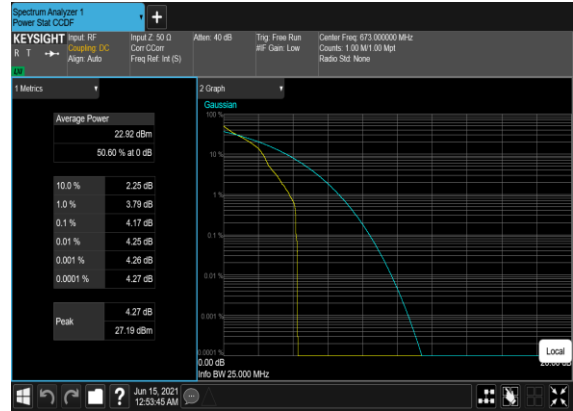 Spectrum Analyzer 1
Power Stat CCDF
KEYSIGHT
R T
LM
Input: RF
Coupling: DC
Align: Auto
Input Z: 50 Ω
Corr CCorr
Freq Ref: Int (S)
Atten: 40 dB
Trig: Free Run
#IF Gain: Low
Center Freq: 673.000000 MHz
Counts: 1.00 M/1.00 Mpt
Radio Std: None
1 Metrics
Average Power
22.92 dBm
50.60 % at 0 dB
10.0 % 2.25 dB
1.0 % 3.79 dB
0.1 % 4.17 dB
0.01 % 4.25 dB
0.001 % 4.26 dB
0.0001 % 4.27 dB
Peak
4.27 dB
27.19 dBm
2 Graph
Gaussian
100 %
10 %
1 %
0.1 %
0.01 %
0.001 %
0.0001 %
0.00 dB
Info BW 25.000 MHz
Local
Jun 15, 2021
12:53:45 AM